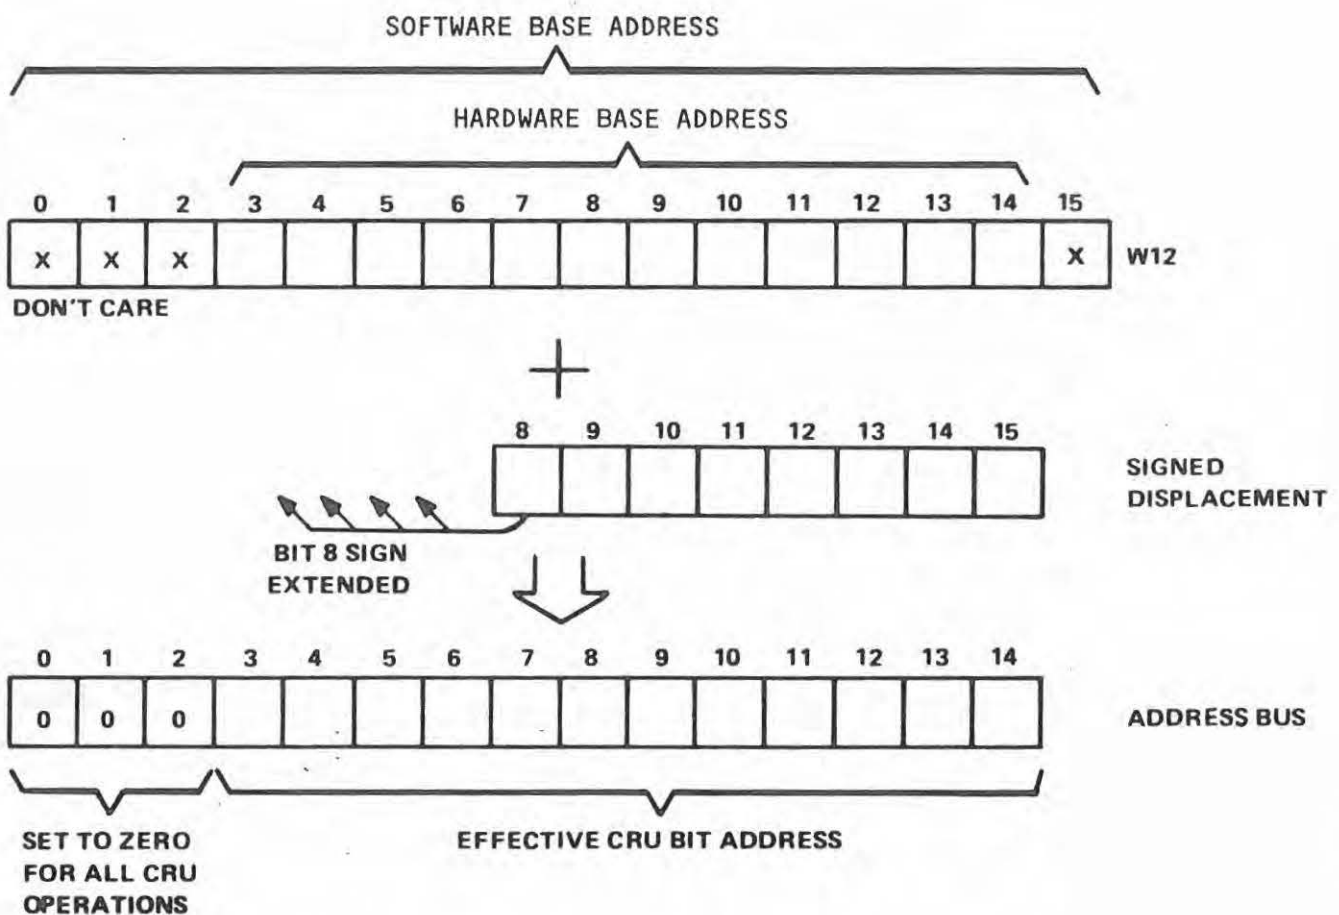 SOFTWARE BASE ADDRESS
HARDWARE BASE ADDRESS
0 1 2 3 4 5 6 7 8 9 10 11 12 13 14 15
X X X X W12
DON'T CARE
+
8 9 10 11 12 13 14 15
SIGNED
DISPLACEMENT
BIT 8 SIGN
EXTENDED
0 1 2 3 4 5 6 7 8 9 10 11 12 13 14
0 0 0 ADDRESS BUS
SET TO ZERO
FOR ALL CRU
OPERATIONS
EFFECTIVE CRU BIT ADDRESS